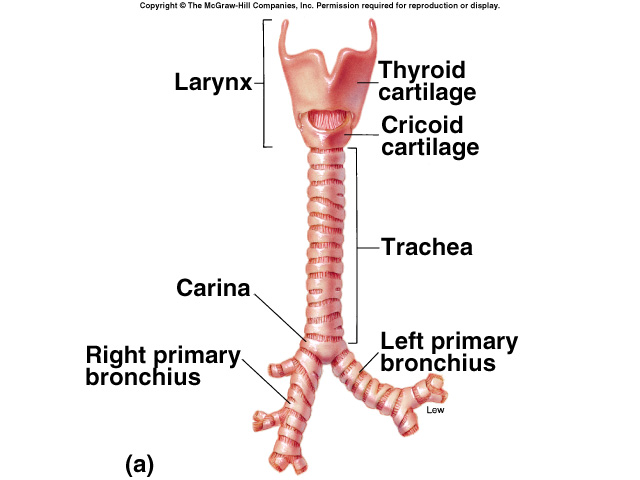 Copyright © The McGraw-Hill Companies, Inc. Permission required for reproduction or display.
Larynx
Thyroid
cartilage
Cricoid
cartilage
Trachea
Carina
Right primary
bronchius
Left primary
bronchius
Lew
(a)